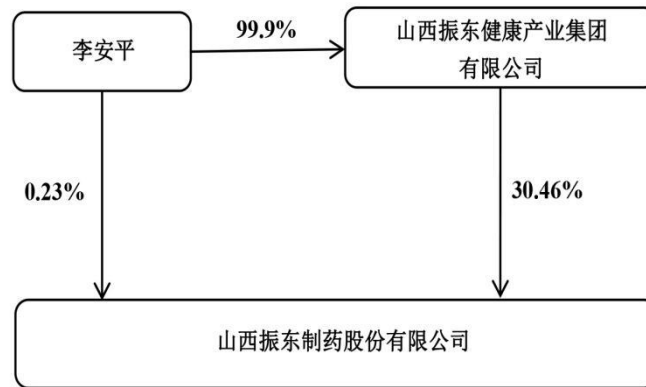 李安平
99.9%
山西振东健康产业集团
有限公司
0.23%
30.46%
山西振东制药股份有限公司